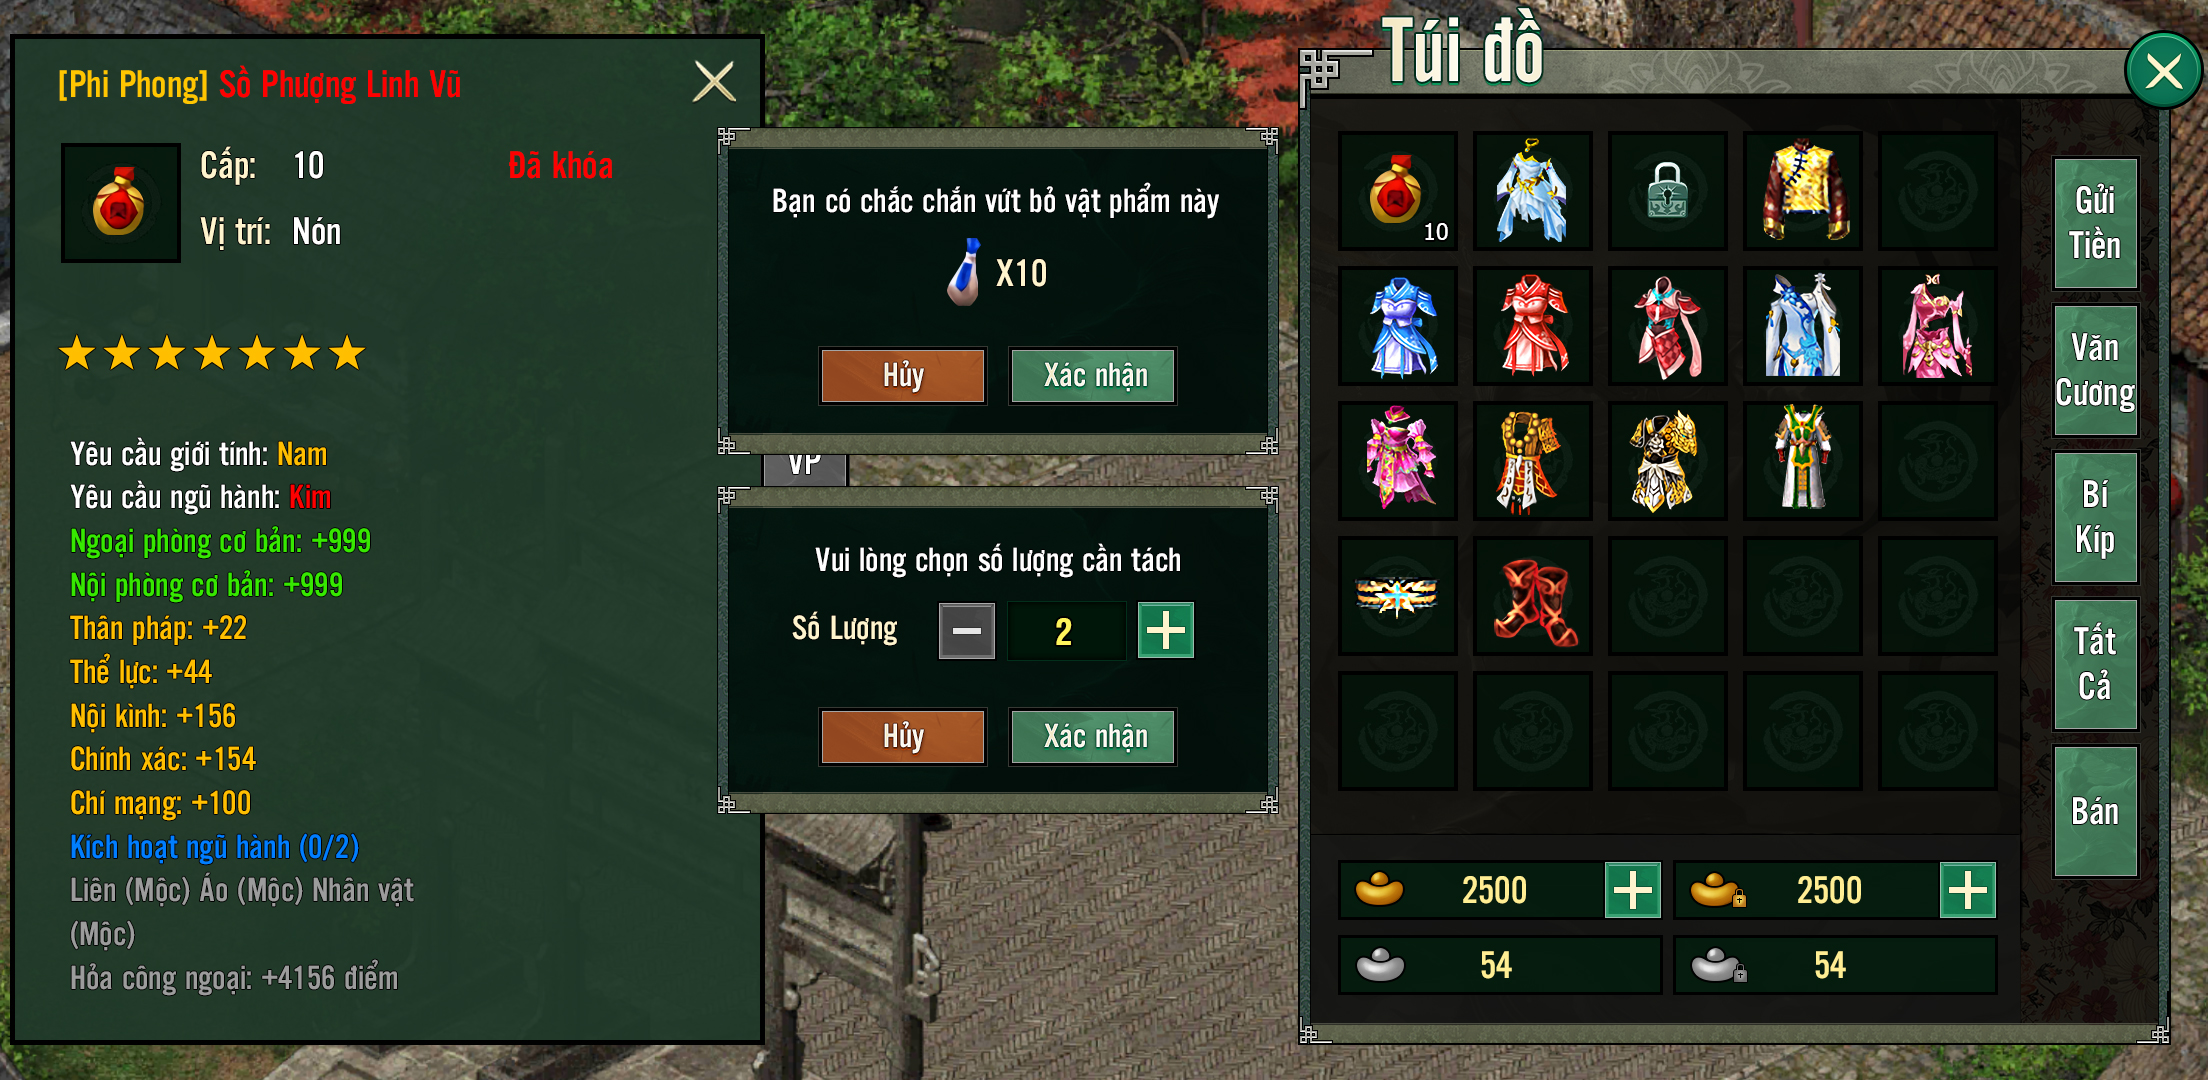 [Phi Phong] Sồ Phượng Linh Vũ
Cấp: 10
Đã khóa
Vị trí: Nón
Yêu cầu giới tính: Nam
Yêu cầu ngũ hành: Kim
Ngoại phòng cơ bản: +999
Nội phòng cơ bản: +999
Thân pháp: +22
Thể lực: +44
Nội kình: +156
Chính xác: +154
Chí mạng: +100
Kích hoạt ngũ hành (0/2)
Liên (Mộc) Áo (Mộc) Nhân vật
(Mộc)
Hỏa công ngoại: +4156 điểm
Bạn có chắc chắn vứt bỏ vật phẩm này
X10
Hủy
Xác nhận
VP
Vui lòng chọn số lượng cần tách
Số Lượng
2
Hủy
Xác nhận
Túi đồ
10
Gửi
Tiền
Văn
Cương
Bí
Kíp
Tất
Cả
Bán
2500
2500
54
54